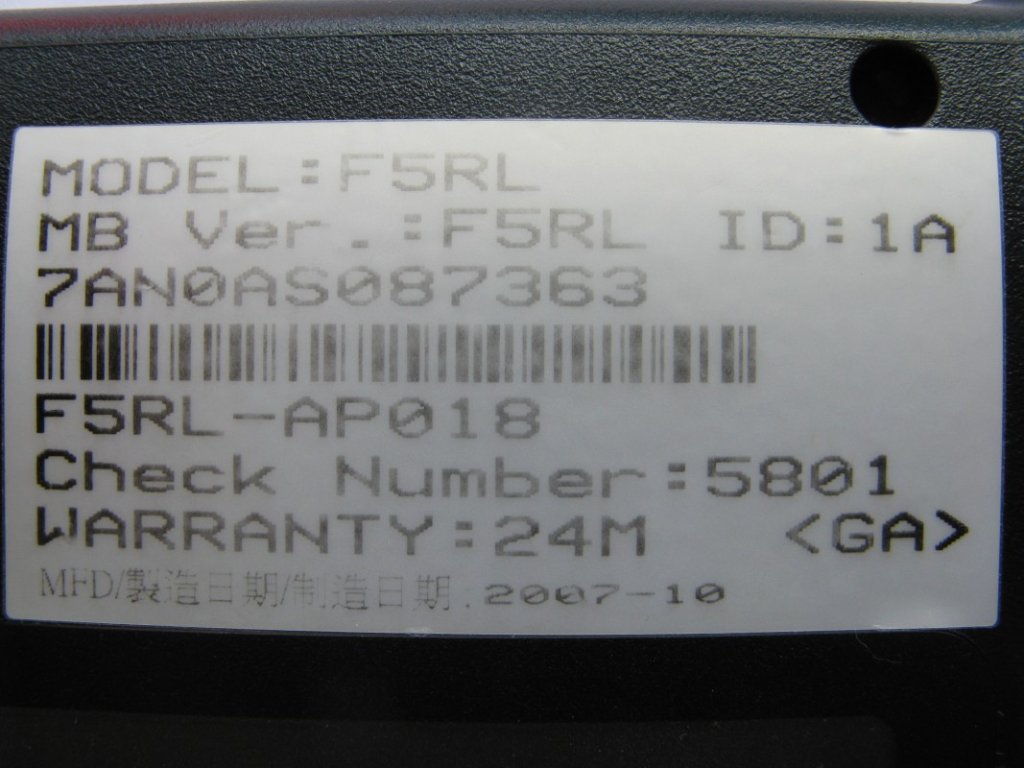 MODEL:F5RL
MB Ver.:F5RL ID:1A
7AN0AS087363
F5RL-AP018
Check Number:5801
WARRANTY:24M <GA>
MFD/製造日期/制造日期:2007-10